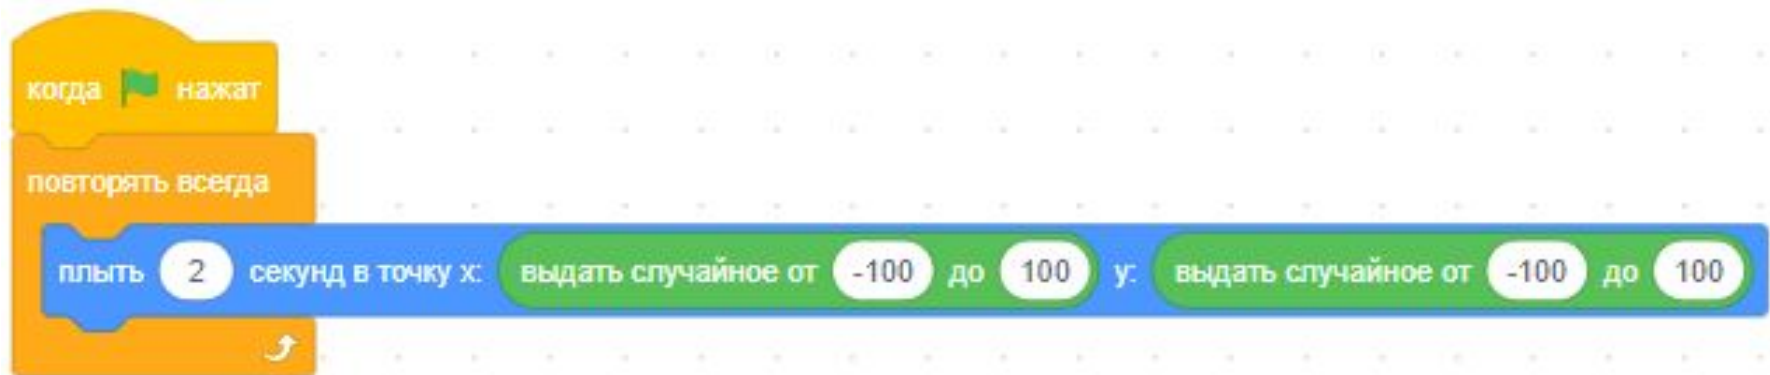 когда нажат
повторять всегда
плыть 2 секунд в точку x: выдать случайное от -100 до 100 y: выдать случайное от -100 до 100